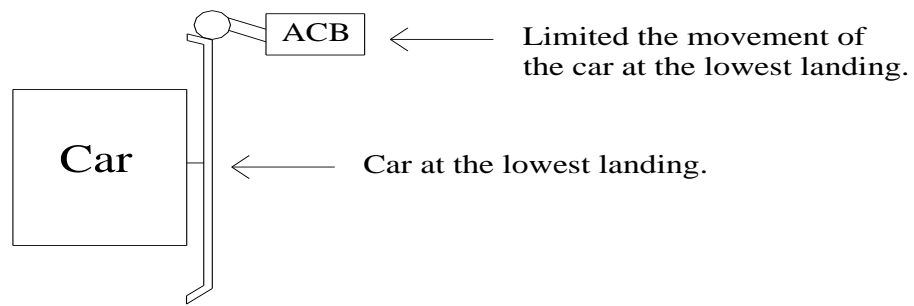 ACB
Limited the movement of
the car at the lowest landing.
Car
Car at the lowest landing.